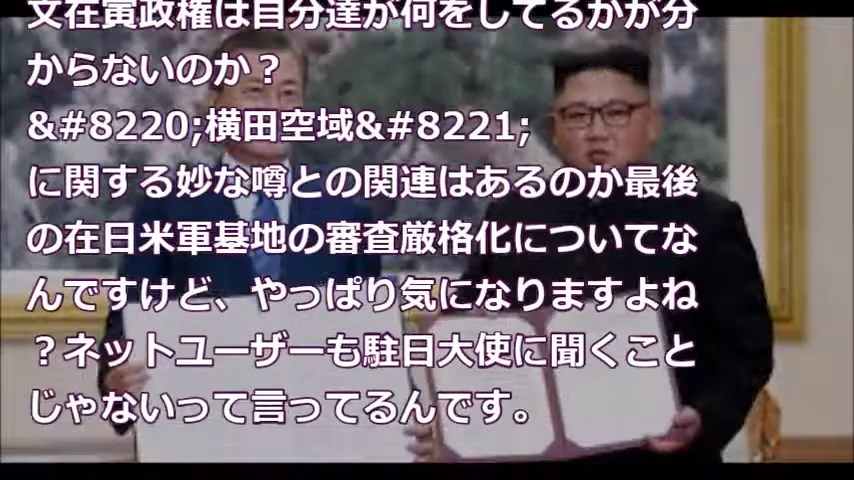 文在寅政権は自分達が何をしてるかが分
からないのか？
&#8220;横田空域&#8221;
に関する妙な噂との関連はあるのか最後
の在日米軍基地の審査厳格化についてな
んですけど、やっぱり気になりますよね
？ネットユーザーも駐日大使に聞くこと
じゃないって言ってるんです。